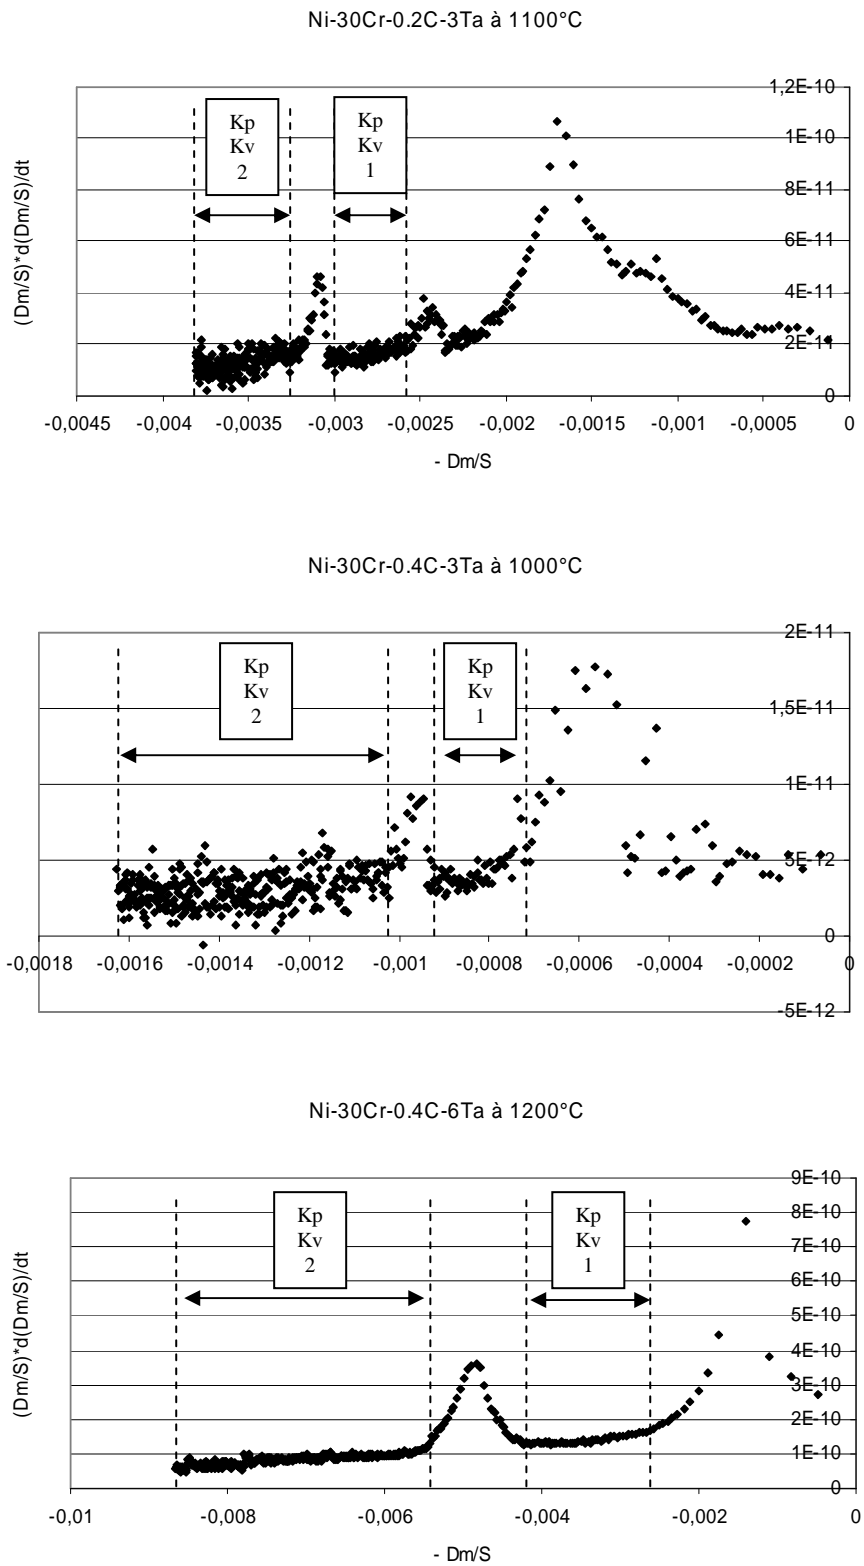 Ni-30Cr-0.2C-3Ta à 1100°C
(Dm/S)*d(Dm/S)/dt
Kp
Kv
2
Kp
Kv
1
1,2E-10
1E-10
8E-11
6E-11
4E-11
2E-11
0
-0,0045 -0,004 -0,0035 -0,003 -0,0025 -0,002 -0,0015 -0,001 -0,0005 0
- Dm/S
Ni-30Cr-0.4C-3Ta à 1000°C
Kp
Kv
2
Kp
Kv
1
2E-11
1,5E-11
1E-11
5E-12
0
-5E-12
-0,0018 -0,0016 -0,0014 -0,0012 -0,001 -0,0008 -0,0006 -0,0004 -0,0002 0
Ni-30Cr-0.4C-6Ta à 1200°C
(Dm/S)*d(Dm/S)/dt
Kp
Kv
2
Kp
Kv
1
9E-10
8E-10
7E-10
6E-10
5E-10
4E-10
3E-10
2E-10
1E-10
0
-0,01 -0,008 -0,006 -0,004 -0,002 0
- Dm/S